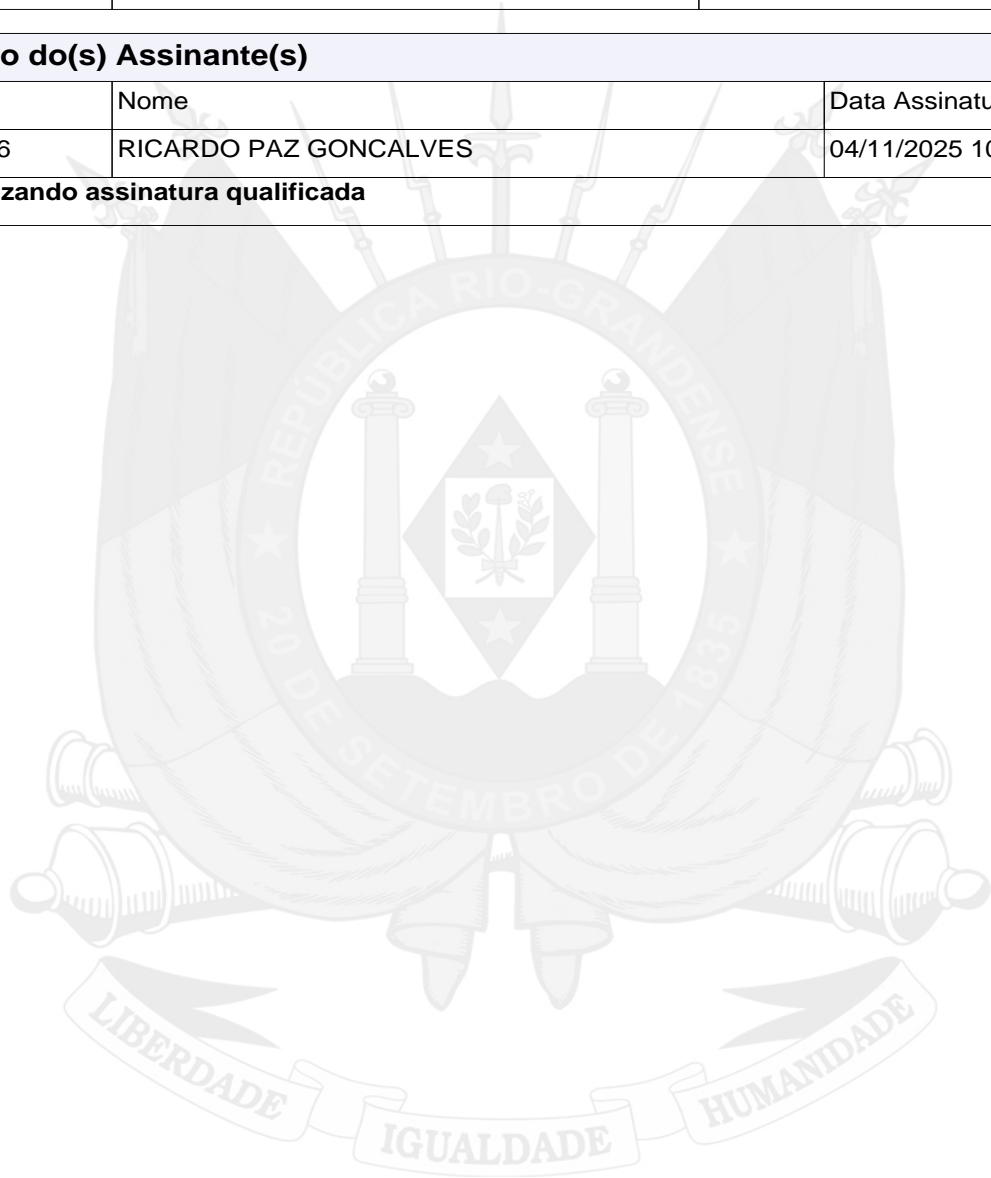 o do(s) Assinante(s)
Nome
Data Assinatu
6
RICARDO PAZ GONCALVES
04/11/2025 10
zando assinatura qualificada
REPÚBLICA RIO-GRANDENSE
20 DE SETEMBRO DE 1835
LIBERDADE
IGUALDADE
HUMANIDADE